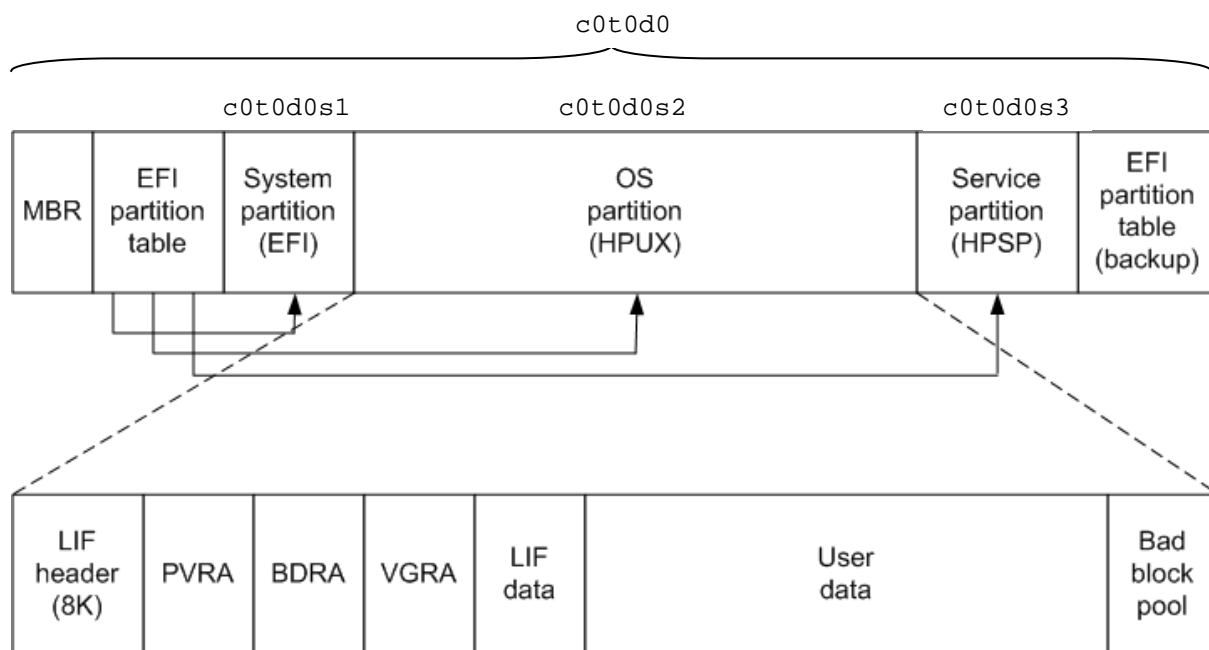 c0t0d0
c0t0d0s1
c0t0d0s2
c0t0d0s3
MBR
EFI
partition
table
System
partition
(EFI)
OS
partition
(HPUX)
Service
partition
(HPSP)
EFI
partition
table
(backup)
LIF
header
(8K)
PVRA
BDRA
VGRA
LIF
data
User
data
Bad
block
pool